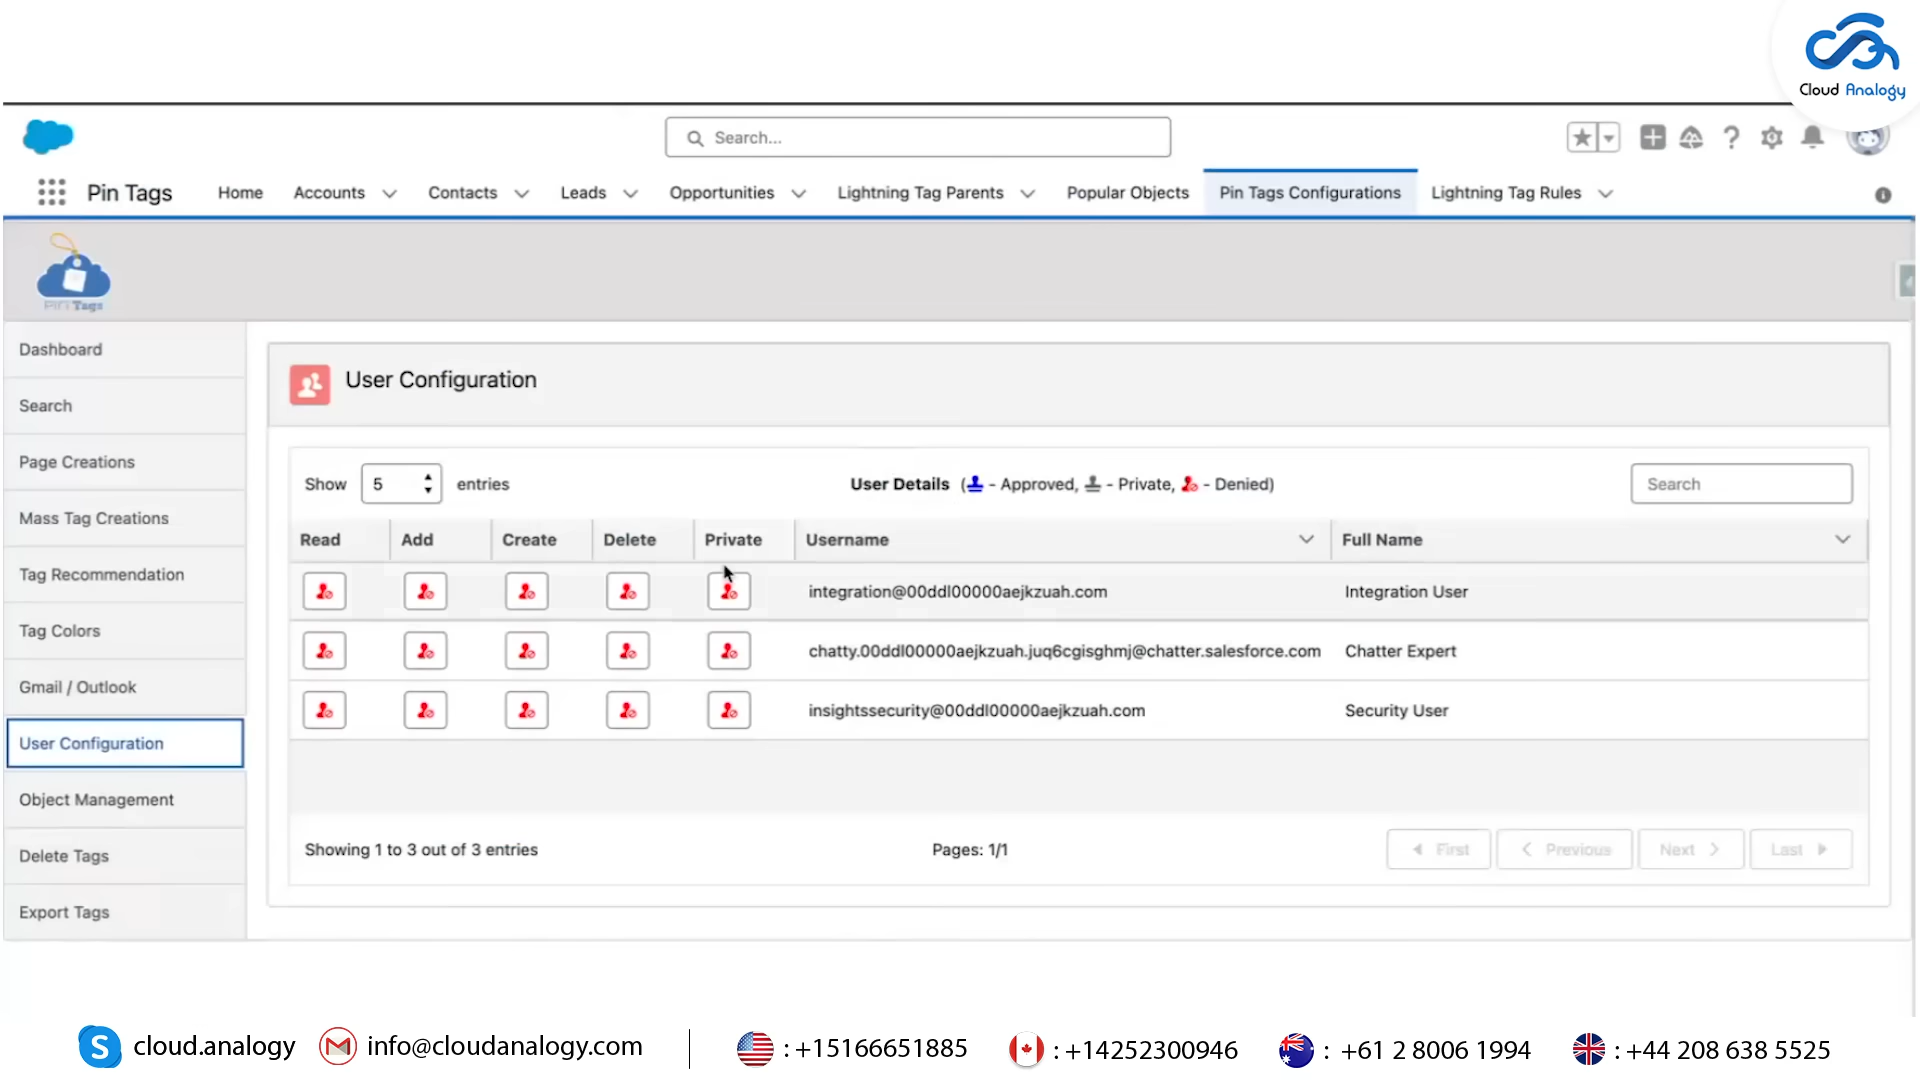 Cloud Analogy
Search...
Pin Tags Home Accounts Contacts Leads Opportunities Lightning Tag Parents Popular Objects Pin Tags Configurations Lightning Tag Rules
Pin Tags
Dashboard
Search
Page Creations
Mass Tag Creations
Tag Recommendation
Tag Colors
Gmail / Outlook
User Configuration
Object Management
Delete Tags
Export Tags
User Configuration
Show 5 entries User Details ( - Approved, - Private, - Denied) Search
Read Add Create Delete Private Username Full Name
integration@00ddl00000aejkzuah.com Integration User
chatty.00ddl00000aejkzuah.juq6cgisghmj@chatter.salesforce.com Chatter Expert
insightssecurity@00ddl00000aejkzuah.com Security User
Showing 1 to 3 out of 3 entries Pages: 1/1 First Previous Next Last
S cloud.analogy info@cloudanalogy.com : +15166651885 : +14252300946 : +61 2 8006 1994 : +44 208 638 5525